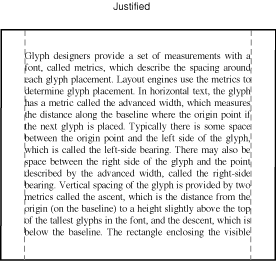 Justified
Glyph designers provide a set of measurements with a
font, called metrics, which describe the spacing around
each glyph placement. Layout engines use the metrics to
determine glyph placement. In horizontal text, the glyph
has a metric called the advanced width, which measures
the distance along the baseline where the origin point if
the next glyph is placed. Typically there is some space
between the origin point and the left side of the glyph,
which is called the left-side bearing. There may also be
space between the right side of the glyph and the point
described by the advanced width, called the right-side
bearing. Vertical spacing of the glyph is provided by two
metrics called the ascent, which is the distance from the
origin (on the baseline) to a height slightly above the top
of the tallest glyphs in the font, and the descent, which is
below the baseline. The rectangle enclosing the visible